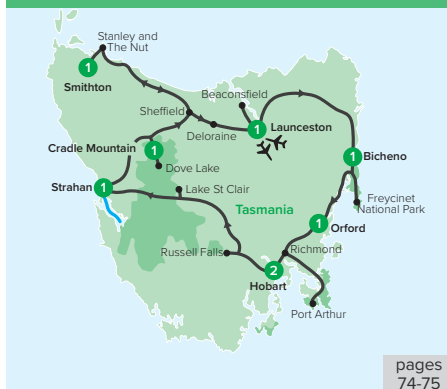 Stanley and
The Nut
1
Smithton
Beaconsfield
Sheffield
Deloraine
1 Launceston
Cradle Mountain 1
1 Bicheno
Dove Lake
Strahan 1
Lake St Clair
Freycinet
National Park
Tasmania
1
Orford
Russell Falls
Richmond
2
Hobart
Port Arthur
pages
74-75